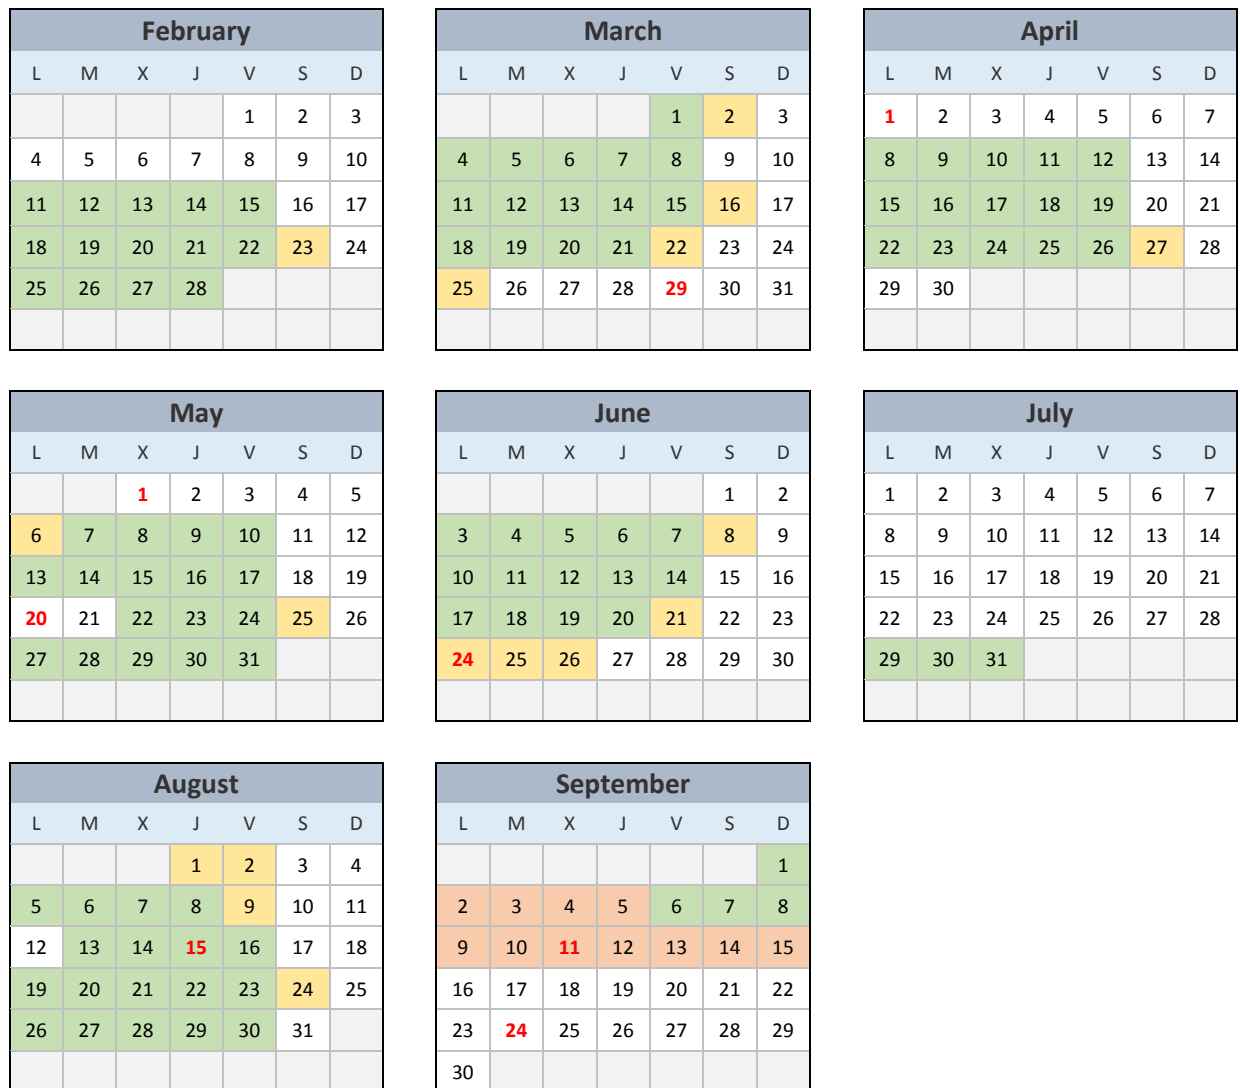 February
L M X J V S D
1 2 3
4 5 6 7 8 9 10
11 12 13 14 15 16 17
18 19 20 21 22 23 24
25 26 27 28
March
L M X J V S D
1 2 3
4 5 6 7 8 9 10
11 12 13 14 15 16 17
18 19 20 21 22 23 24
25 26 27 28 29 30 31
April
L M X J V S D
1 2 3 4 5 6 7
8 9 10 11 12 13 14
15 16 17 18 19 20 21
22 23 24 25 26 27 28
29 30
May
L M X J V S D
1 2 3 4 5
6 7 8 9 10 11 12
13 14 15 16 17 18 19
20 21 22 23 24 25 26
27 28 29 30 31
June
L M X J V S D
1 2
3 4 5 6 7 8 9
10 11 12 13 14 15 16
17 18 19 20 21 22 23
24 25 26 27 28 29 30
July
L M X J V S D
1 2 3 4 5 6 7
8 9 10 11 12 13 14
15 16 17 18 19 20 21
22 23 24 25 26 27 28
29 30 31
August
L M X J V S D
1 2 3 4
5 6 7 8 9 10 11
12 13 14 15 16 17 18
19 20 21 22 23 24 25
26 27 28 29 30 31
September
L M X J V S D
1
2 3 4 5 6 7 8
9 10 11 12 13 14 15
16 17 18 19 20 21 22
23 24 25 26 27 28 29
30